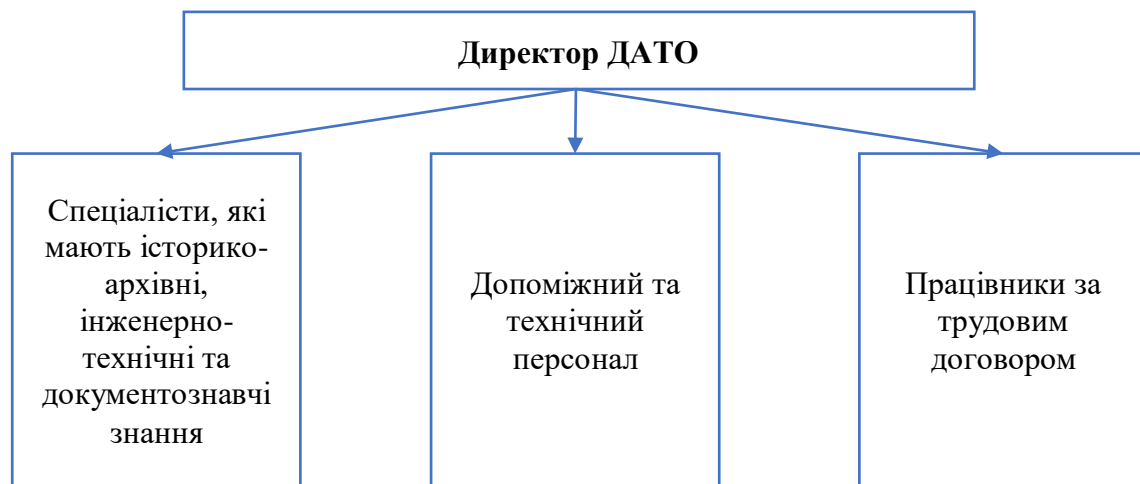 Директор ДАТО
Спеціалісти, які
мають історико-
архівні,
інженерно-
технічні та
документознавчі
знання
Допоміжний та
технічний
персонал
Працівники за
трудовим
договором